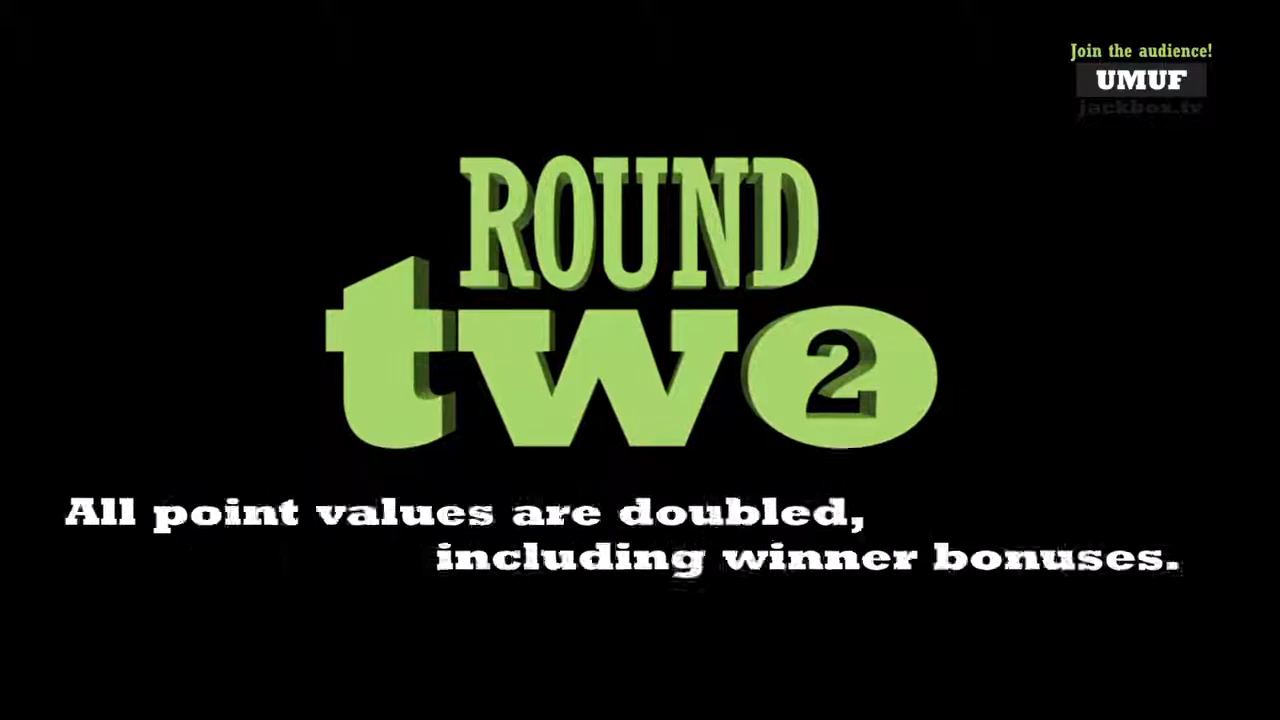 Join the audience!
UMUF
jackbox.tv
ROUND
two
2
All point values are doubled,
including winner bonuses.